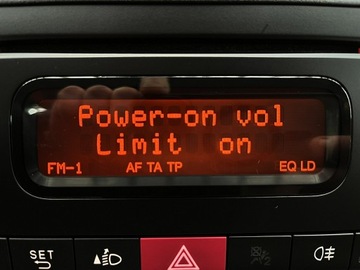 Power-on vol
Limit on
FM-1 AF TA TP EQ LD
SET